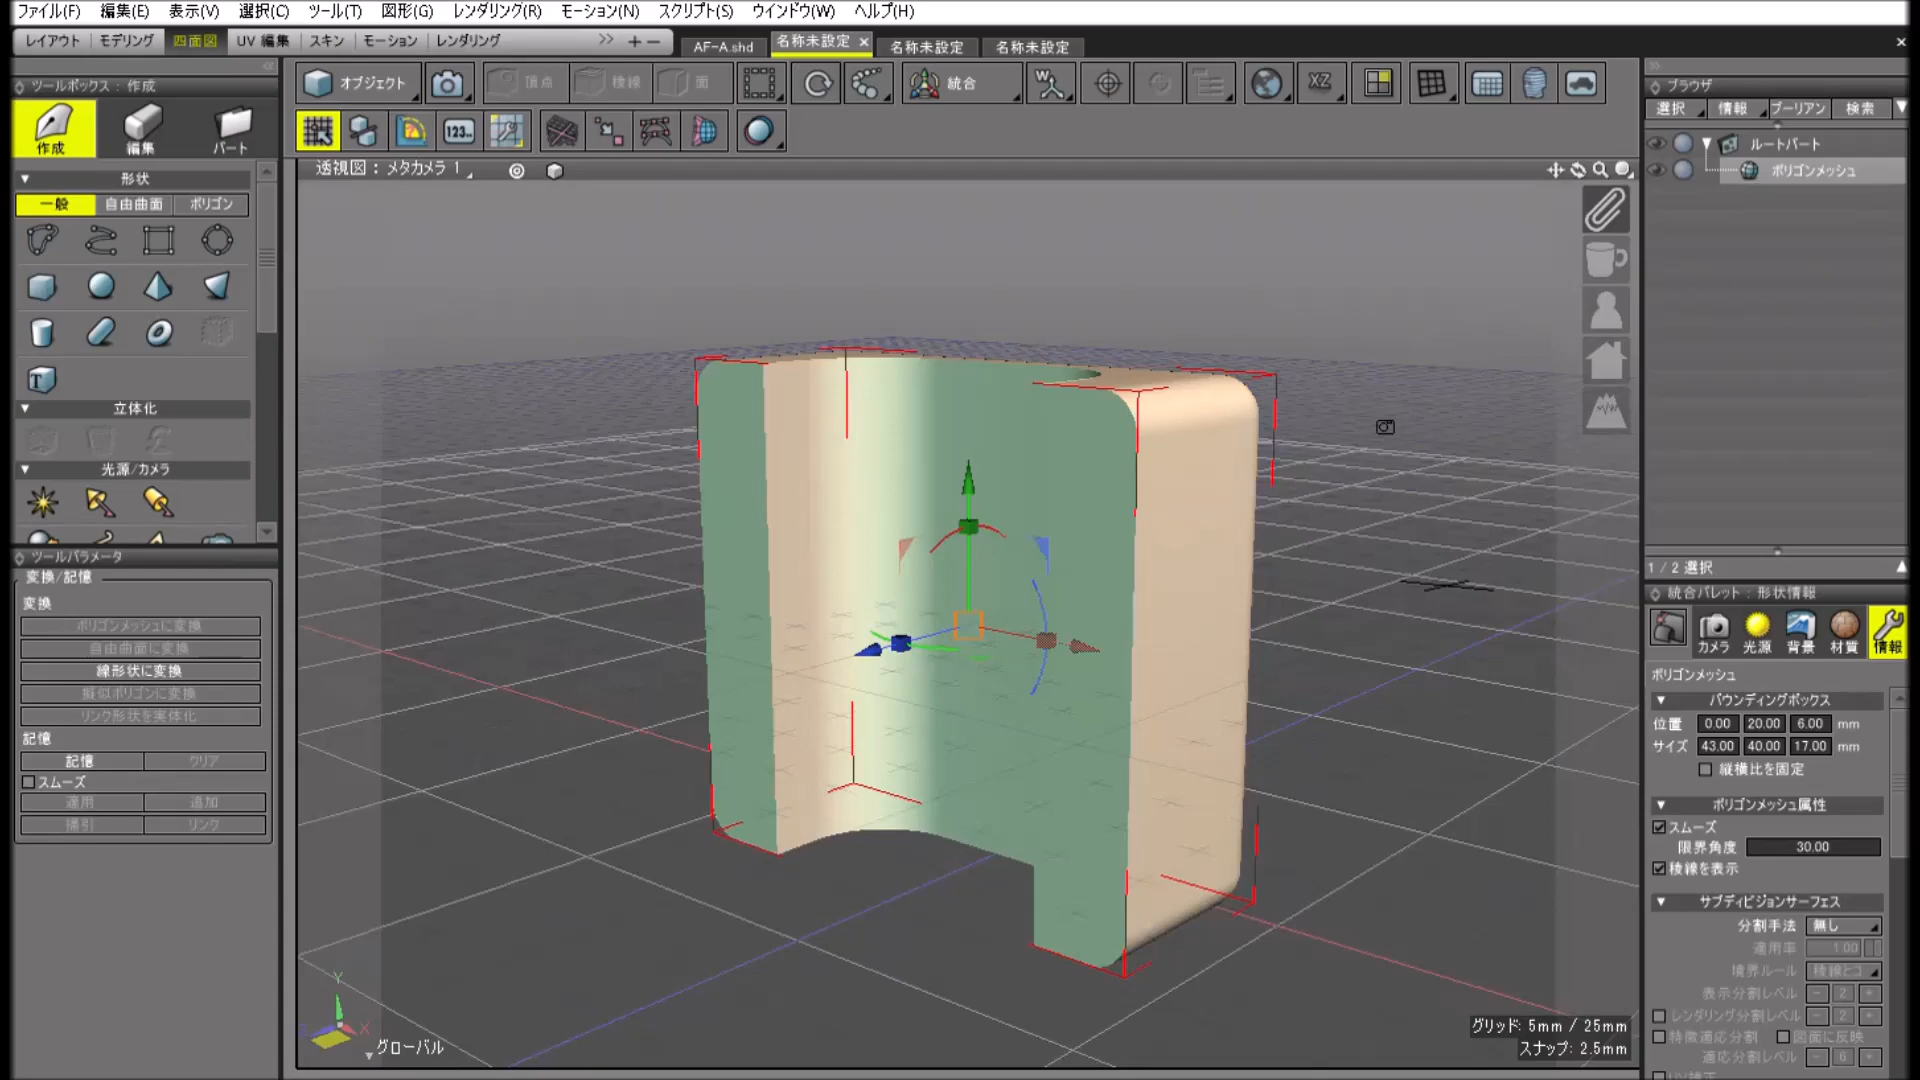 ファイル(F) 編集(E) 表示(V) 選択(C) ツール(T) 図形(G) レンダリング(R) モーション(N) スクリプト(S) ウインドウ(W) ヘルプ(H)
レイアウト モデリング 四面図 UV 編集 スキン モーション レンダリング
AF-A.shd 名称未設定 名称未設定 名称未設定
ツールボックス : 作成
作成 編集 パート
オブジェクト 頂点 稜線 面 統合 XZ
123..
透視図 : メタカメラ 1
形状
一般 自由曲面 ポリゴン
T
立体化
光源/カメラ
ツールパラメータ
変換/記憶
変換
ポリゴンメッシュに変換
自由曲面に変換
線形状に変換
擬似ポリゴンに変換
リンク形状を実体化
記憶
記憶 クリア
スムーズ
適用 追加
掃引 リンク
Y
X
グローバル
グリッド: 5mm / 25mm
スナップ: 2.5mm
ブラウザ
選択 情報 ブーリアン 検索
ルートパート
ポリゴンメッシュ
1 / 2 選択
統合パレット : 形状情報
カメラ 光源 背景 材質 情報
ポリゴンメッシュ
バウンディングボックス
位置 0.00 20.00 6.00 mm
サイズ 43.00 40.00 17.00 mm
縦横比を固定
ポリゴンメッシュ属性
スムーズ
限界角度 30.00
稜線を表示
サブディビジョンサーフェス
分割手法 無し
適用率 1.00
境界ルール 稜線とコ
表示分割レベル - 2 +
レンダリング分割レベル - 2 +
特徴適応分割 図面に反映
適応分割レベル - 6 +